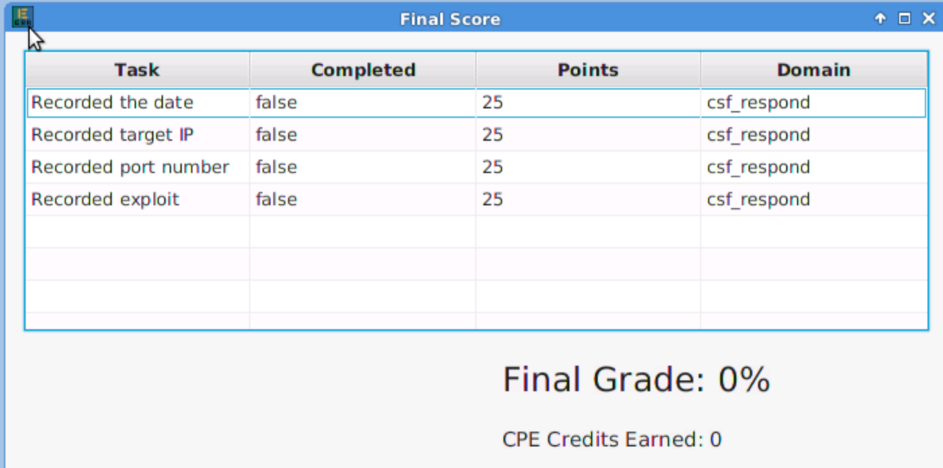 Final Score
Task Completed Points Domain
Recorded the date false 25 csf_respond
Recorded target IP false 25 csf_respond
Recorded port number false 25 csf_respond
Recorded exploit false 25 csf_respond
Final Grade: 0%
CPE Credits Earned: 0